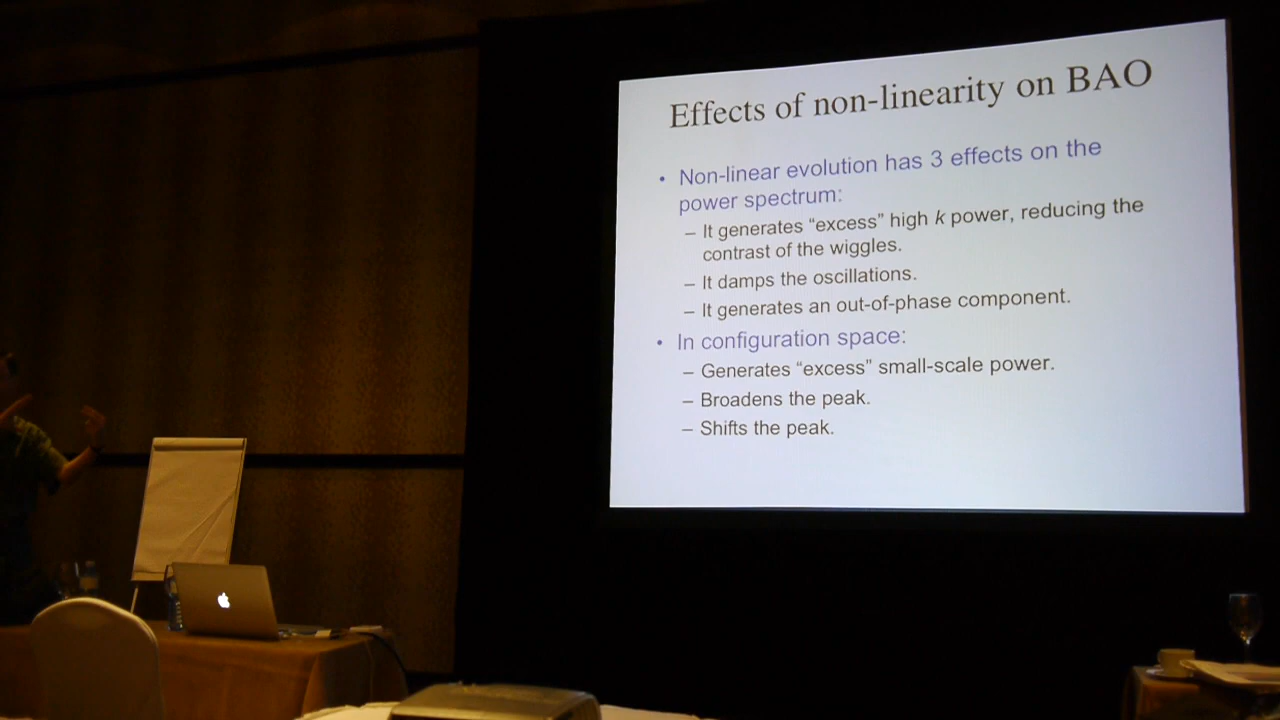 Effects of non-linearity on BAO
• Non-linear evolution has 3 effects on the
power spectrum:
– It generates “excess” high k power, reducing the
contrast of the wiggles.
– It damps the oscillations.
– It generates an out-of-phase component.
• In configuration space:
– Generates “excess” small-scale power.
– Broadens the peak.
– Shifts the peak.